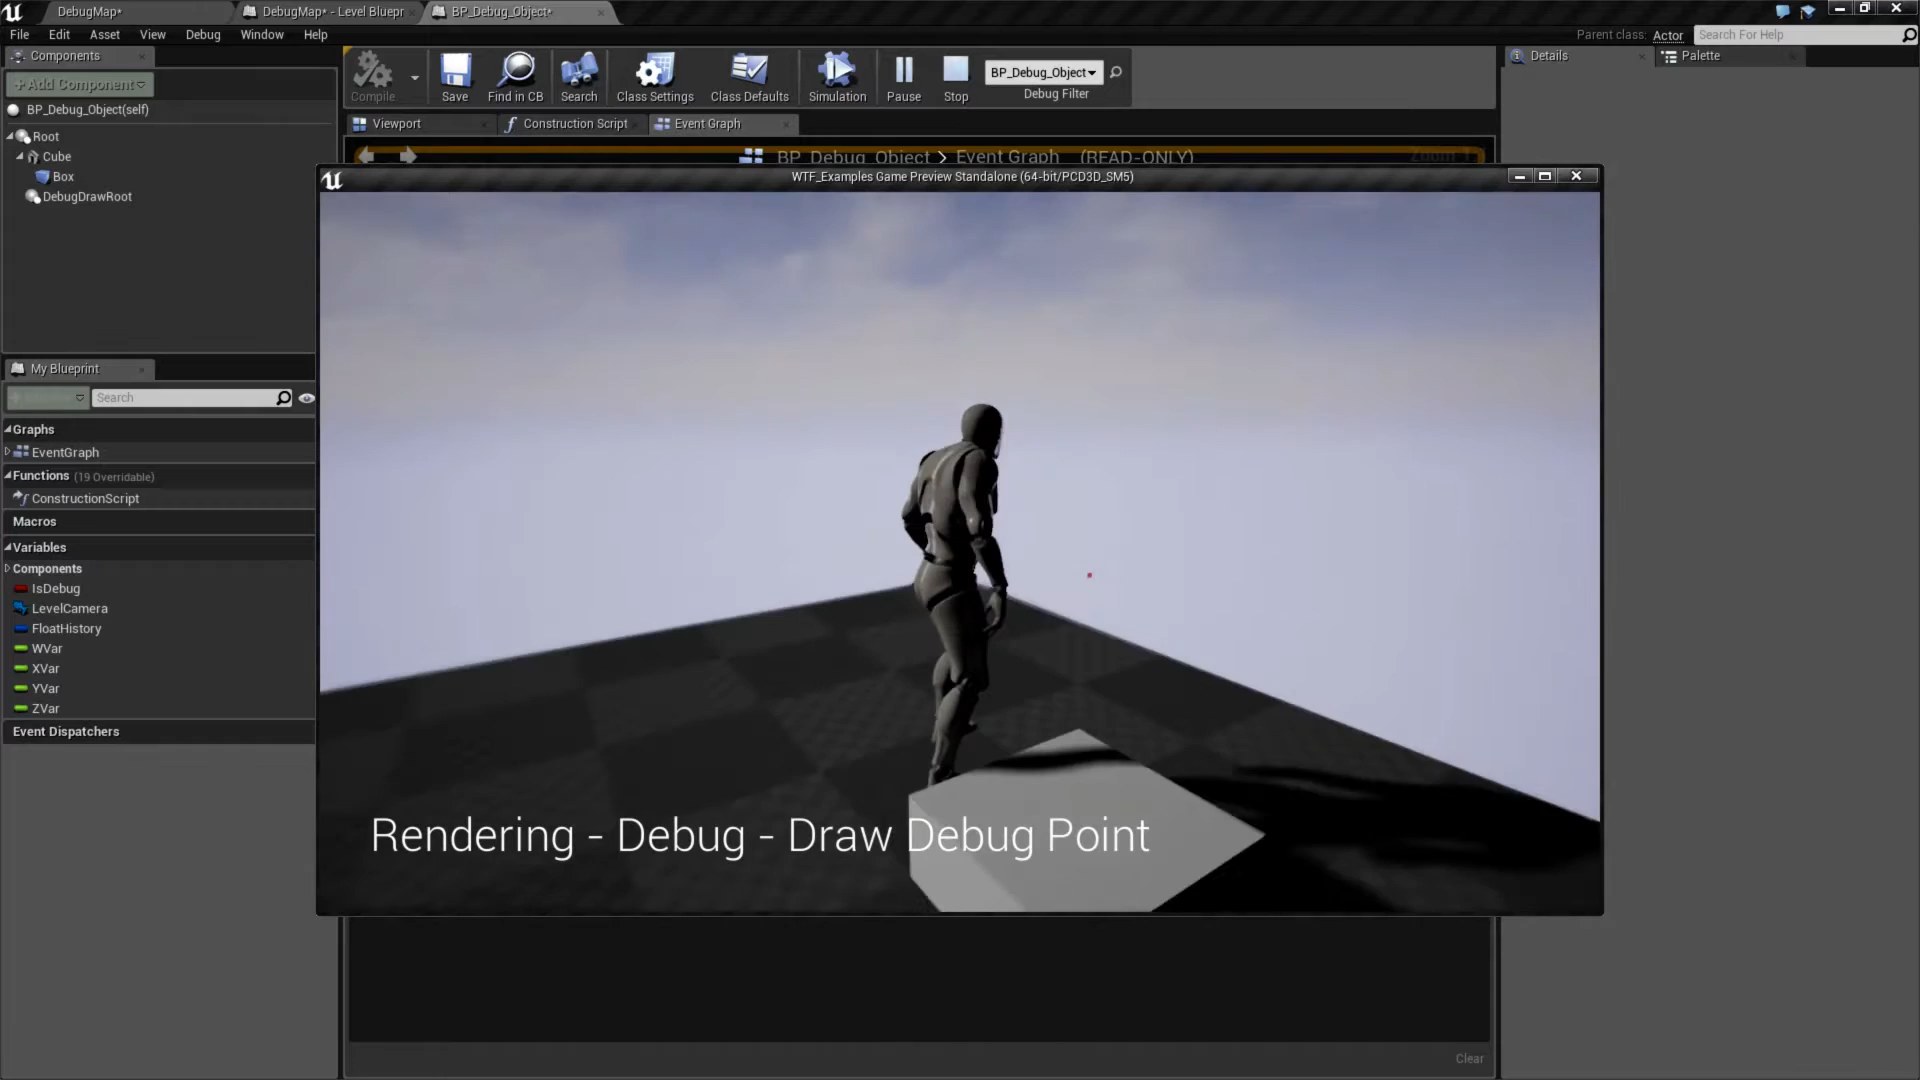 DebugMap*
DebugMap* - Level Bluepr
BP_Debug_Object*
File Edit Asset View Debug Window Help
Parent class: Actor
Search For Help
Components
Details
Palette
+Add Component
BP_Debug_Object(self)
Root
Cube
Box
DebugDrawRoot
Compile
Save
Find in CB
Search
Class Settings
Class Defaults
Simulation
Pause
Stop
BP_Debug_Object
Debug Filter
Viewport
Construction Script
Event Graph
BP_Debug_Object > Event Graph (READ-ONLY)
WTF_Examples Game Preview Standalone (64-bit/PCD3D_SM5)
My Blueprint
Search
Graphs
EventGraph
Functions (19 Overridable)
ConstructionScript
Macros
Variables
Components
IsDebug
LevelCamera
FloatHistory
WVar
XVar
YVar
ZVar
Event Dispatchers
Rendering - Debug - Draw Debug Point
Clear